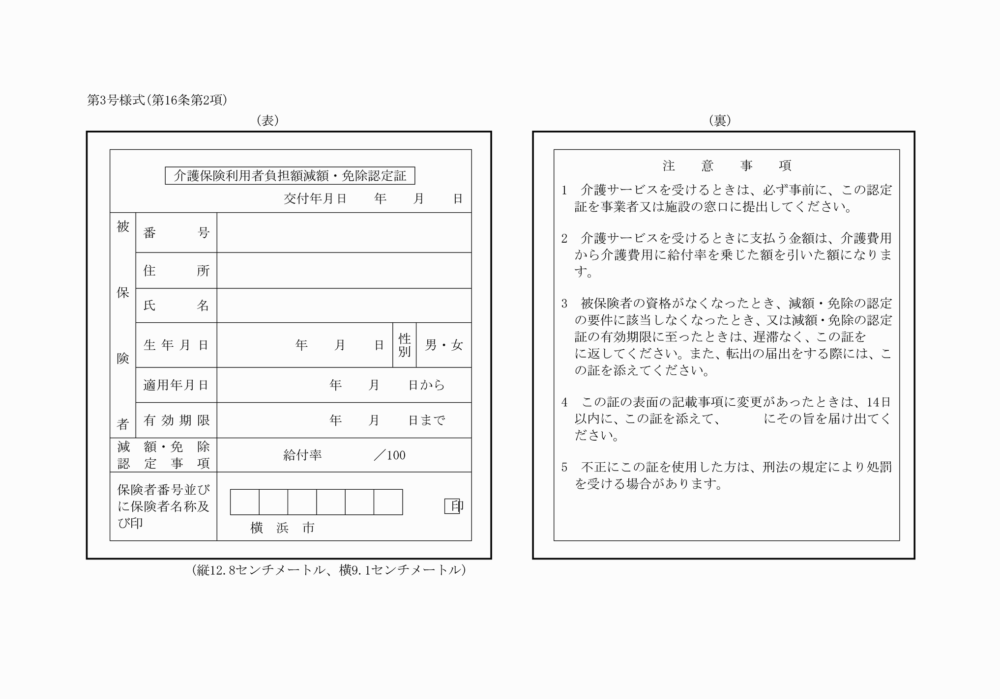 第3号様式(第16条第2項)
(表)
介護保険利用者負担額減額・免除認定証
交付年月日　　年　　月　　日
被保険者
番号
住所
氏名
生年月日　　年　　月　　日　性別　男・女
適用年月日　　年　　月　　日から
有効期限　　年　　月　　日まで
減額・免除
認定事項
給付率　　　／100
保険者番号並び
に保険者名称及
び印
印
横　浜　市
(縦12.8センチメートル、横9.1センチメートル)
(裏)
注　意　事　項
1　介護サービスを受けるときは、必ず事前に、この認定
証を事業者又は施設の窓口に提出してください。
2　介護サービスを受けるときに支払う金額は、介護費用
から介護費用に給付率を乗じた額を引いた額になりま
す。
3　被保険者の資格がなくなったとき、減額・免除の認定
の要件に該当しなくなったとき、又は減額・免除の認定
証の有効期限に至ったときは、遅滞なく、この証を
に返してください。また、転出の届出をする際には、こ
の証を添えてください。
4　この証の表面の記載事項に変更があったときは、14日
以内に、この証を添えて、　　　にその旨を届け出てく
ださい。
5　不正にこの証を使用した方は、刑法の規定により処罰
を受ける場合があります。